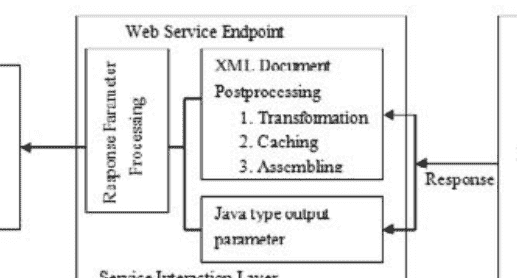 Web Service Endpoint
Response Parameter
Processing
XML Document
Postprocessing
1. Transformation
2. Caching
3. Assembling
Response
Java type output
parameter
Service Interaction Layer